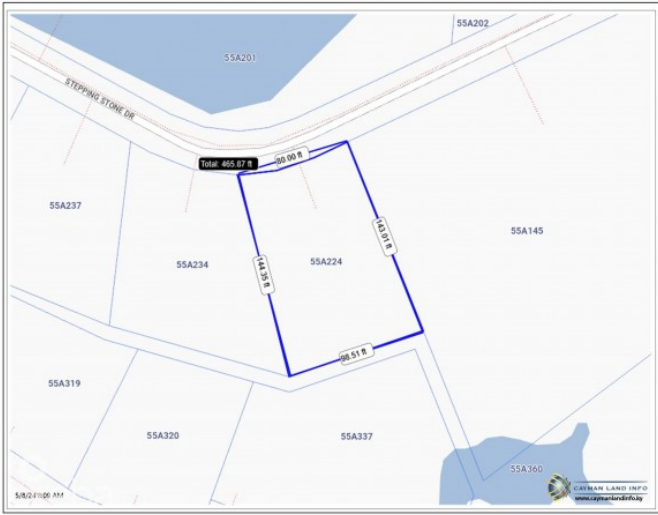 55A202
55A201
STEPPING STONE DR
Total: 465.87 ft
80.00 ft
55A237
143.01 ft
55A145
55A234
144.35 ft
55A224
98.51 ft
55A319
55A320
55A337
55A360
CAYMAN LAND INFO
www.caymanlandinfo.ky